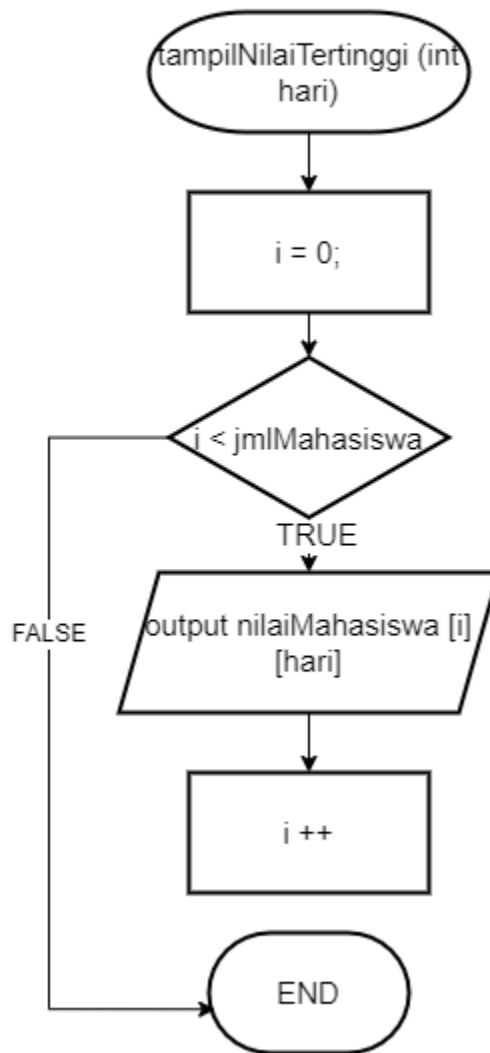 tampilNilaiTertinggi (int
hari)
i = 0;
i < jmlMahasiswa
TRUE
FALSE
output nilaiMahasiswa [i]
[hari]
i ++
END